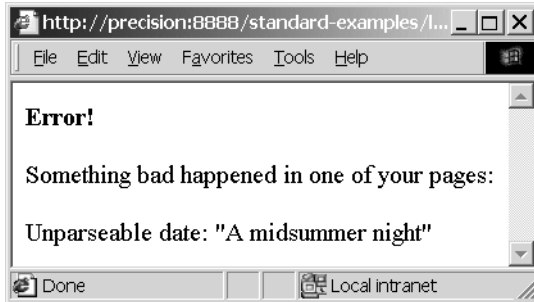 http://precision:8888/standard-examples/l...
File Edit View Favorites Tools Help
Error!
Something bad happened in one of your pages:
Unparseable date: "A midsummer night"
Done Local intranet